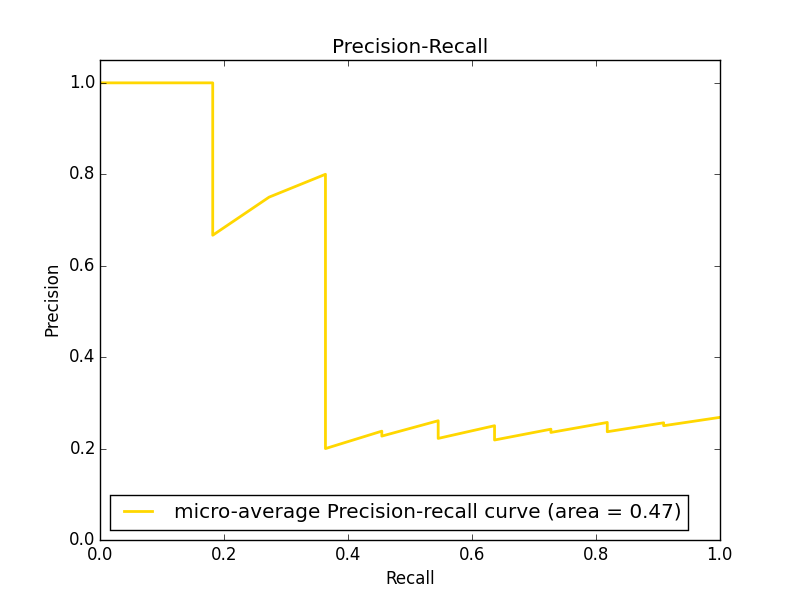 Precision-Recall
1.0
0.8
0.6
0.4
0.2
0.0
Precision
micro-average Precision-recall curve (area = 0.47)
0.0 0.2 0.4 0.6 0.8 1.0
Recall